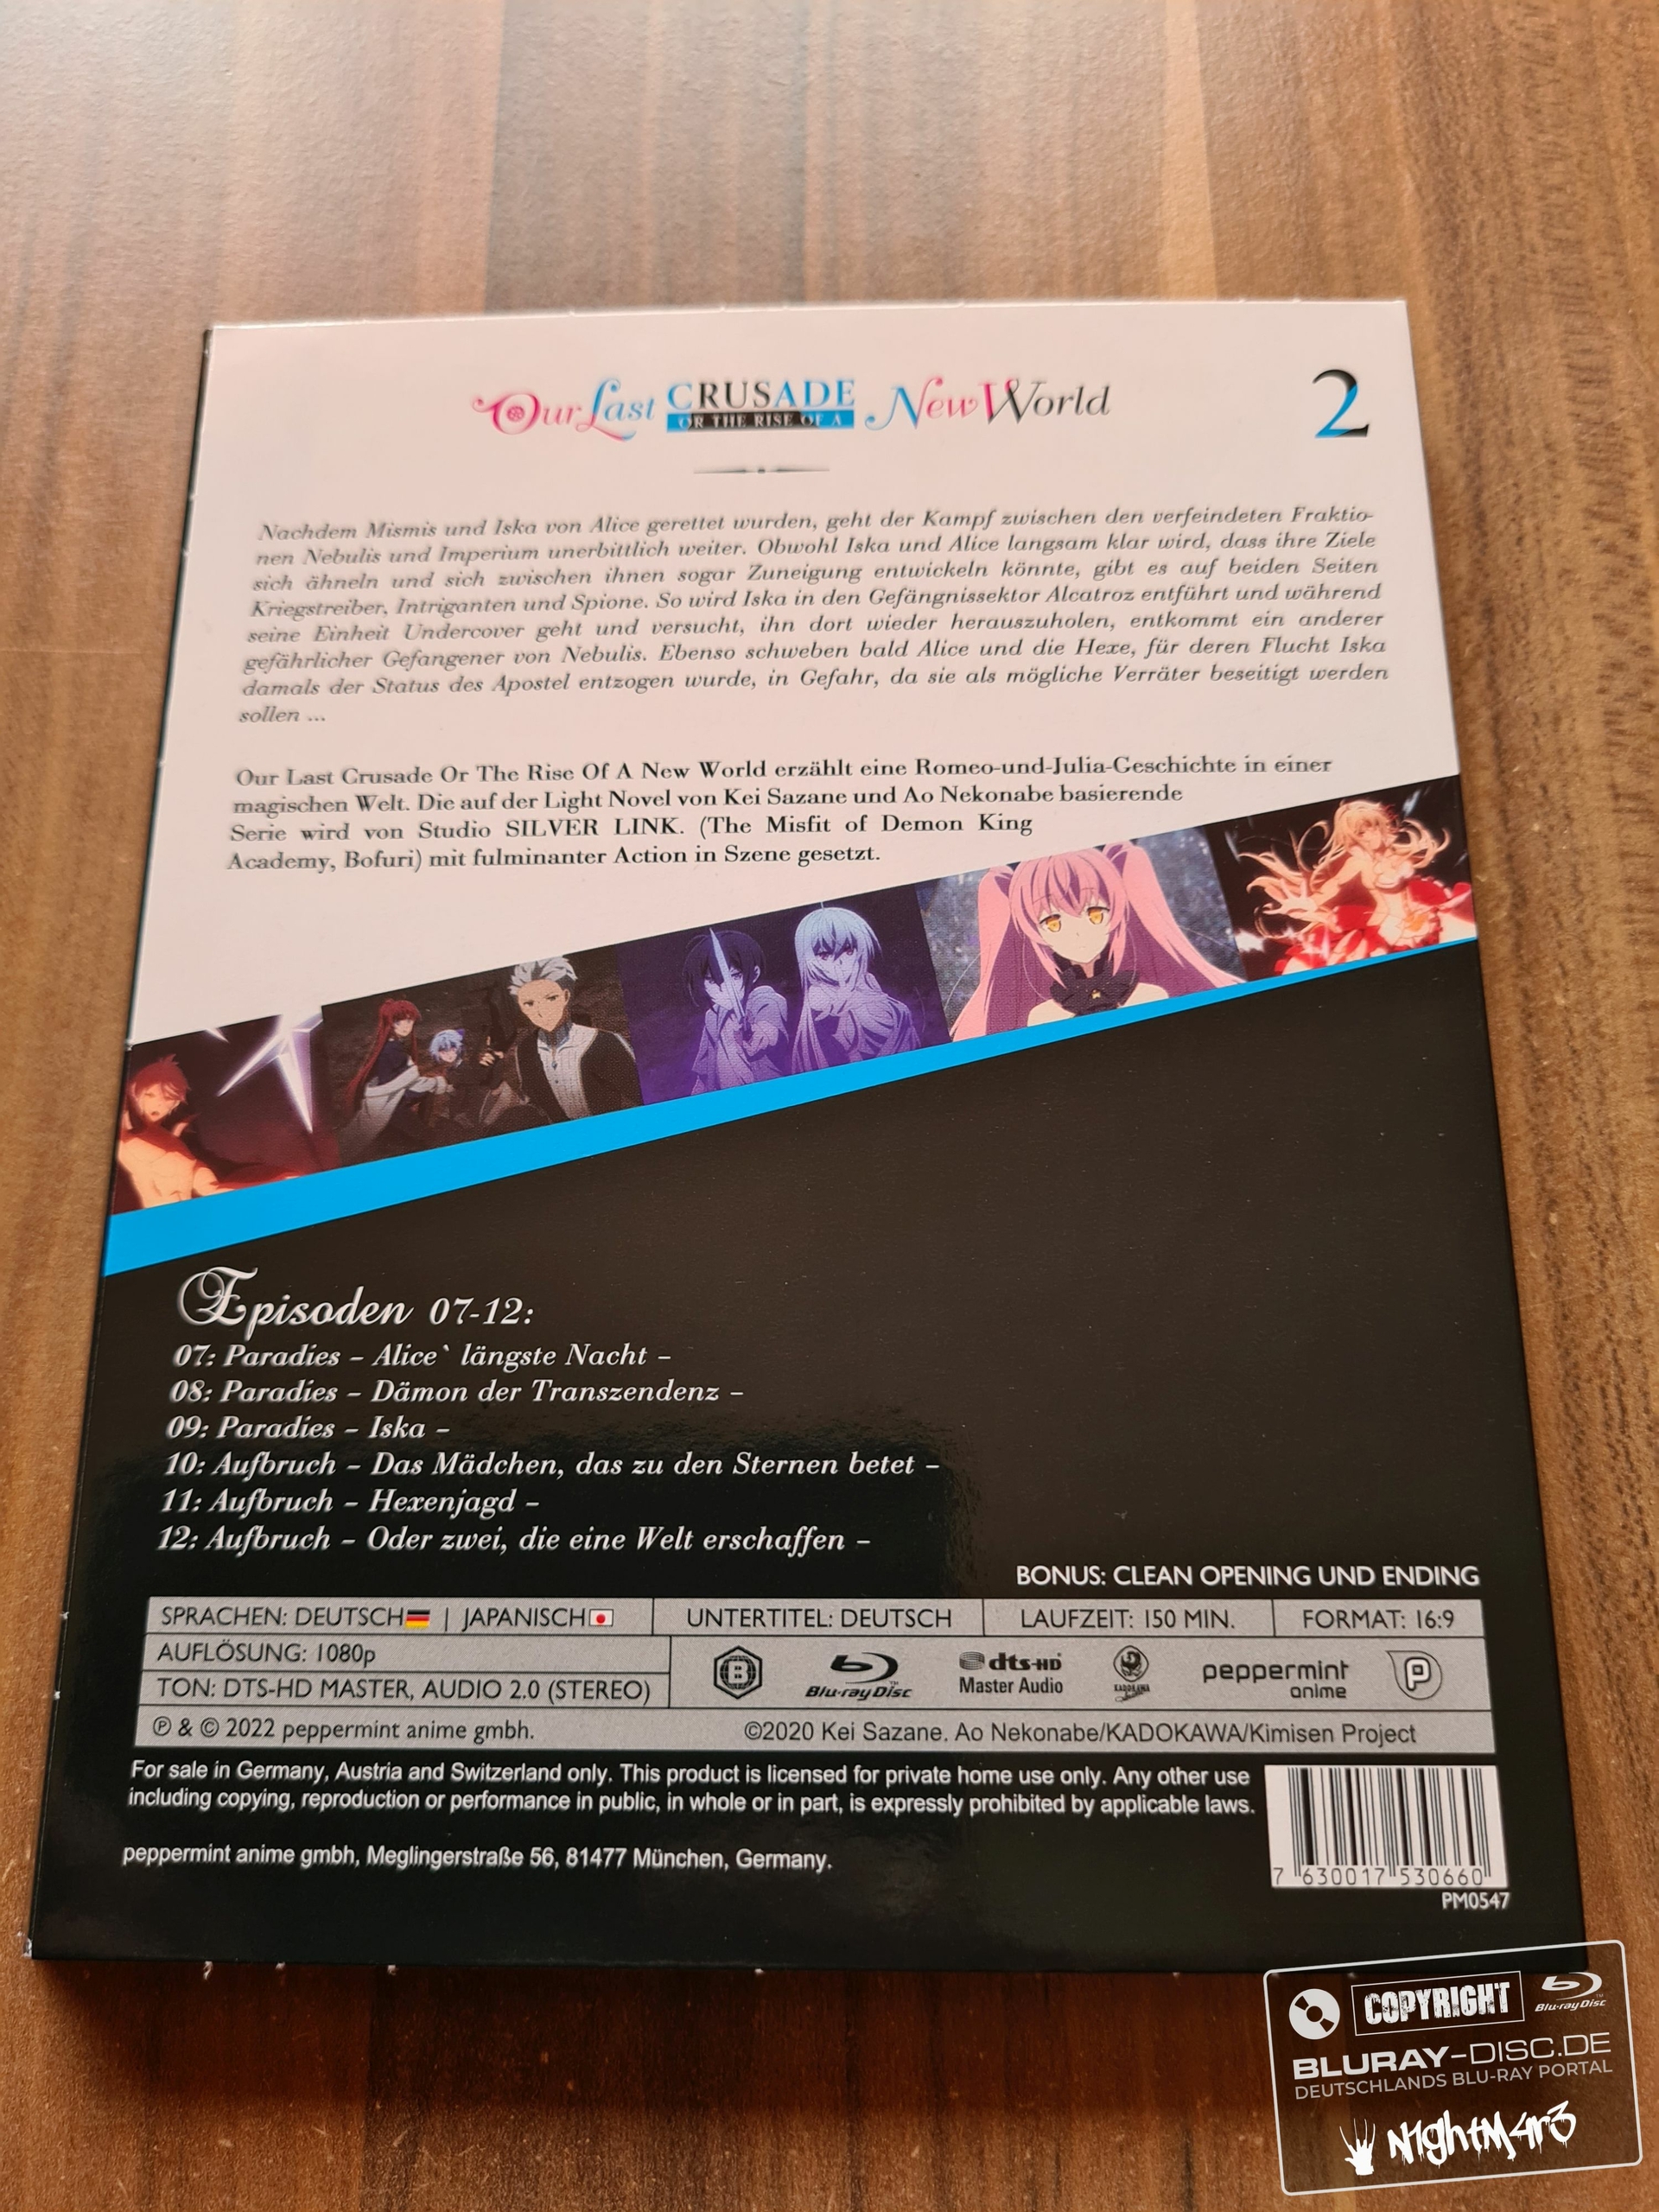 Our Last CRUSADE OR THE RISE OF A New World
2
Nachdem Mismis und Iska von Alice gerettet wurden, geht der Kampf zwischen den verfeindeten Fraktio-
nen Nebulis und Imperium unerbittlich weiter. Obwohl Iska und Alice langsam klar wird, dass ihre Ziele
sich ähneln und sich zwischen ihnen sogar Zuneigung entwickeln könnte, gibt es auf beiden Seiten
Kriegstreiber, Intriganten und Spione. So wird Iska in den Gefängnissektor Alcatroz entführt und während
seine Einheit Undercover geht und versucht, ihn dort wieder herauszuholen, entkommt ein anderer
gefährlicher Gefangener von Nebulis. Ebenso schweben bald Alice und die Hexe, für deren Flucht Iska
damals der Status des Apostel entzogen wurde, in Gefahr, da sie als mögliche Verräter beseitigt werden
sollen ...
Our Last Crusade Or The Rise Of A New World erzählt eine Romeo-und-Julia-Geschichte in einer
magischen Welt. Die auf der Light Novel von Kei Sazane und Ao Nekonabe basierende
Serie wird von Studio SILVER LINK. (The Misfit of Demon King
Academy, Bofuri) mit fulminanter Action in Szene gesetzt.
Episoden 07-12:
07: Paradies – Alice` längste Nacht –
08: Paradies – Dämon der Transzendenz –
09: Paradies – Iska –
10: Aufbruch – Das Mädchen, das zu den Sternen betet –
11: Aufbruch – Hexenjagd –
12: Aufbruch – Oder zwei, die eine Welt erschaffen –
BONUS: CLEAN OPENING UND ENDING
SPRACHEN: DEUTSCH | JAPANISCH
UNTERTITEL: DEUTSCH
LAUFZEIT: 150 MIN.
FORMAT: 16:9
AUFLÖSUNG: 1080p
TON: DTS-HD MASTER, AUDIO 2.0 (STEREO)
B
Blu-ray Disc
dts-HD
Master Audio
KADOKAWA
peppermint
anime
P
℗ & © 2022 peppermint anime gmbh.
©2020 Kei Sazane. Ao Nekonabe/KADOKAWA/Kimisen Project
For sale in Germany, Austria and Switzerland only. This product is licensed for private home use only. Any other use
including copying, reproduction or performance in public, in whole or in part, is expressly prohibited by applicable laws.
peppermint anime gmbh, Meglingerstraße 56, 81477 München, Germany.
7 630017 530660
PM0547
COPYRIGHT
Blu-ray Disc
BLURAY-DISC.DE
DEUTSCHLANDS BLU-RAY PORTAL
N1ghtM4r3